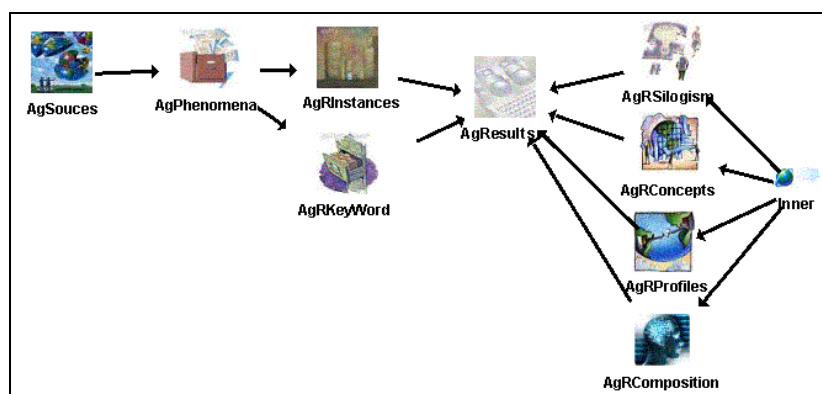 AgSouces
AgPhenomena
AgRInstances
AgRKeyWord
AgResults
AgRSilogism
AgRConcepts
Inner
AgRProfiles
AgRComposition